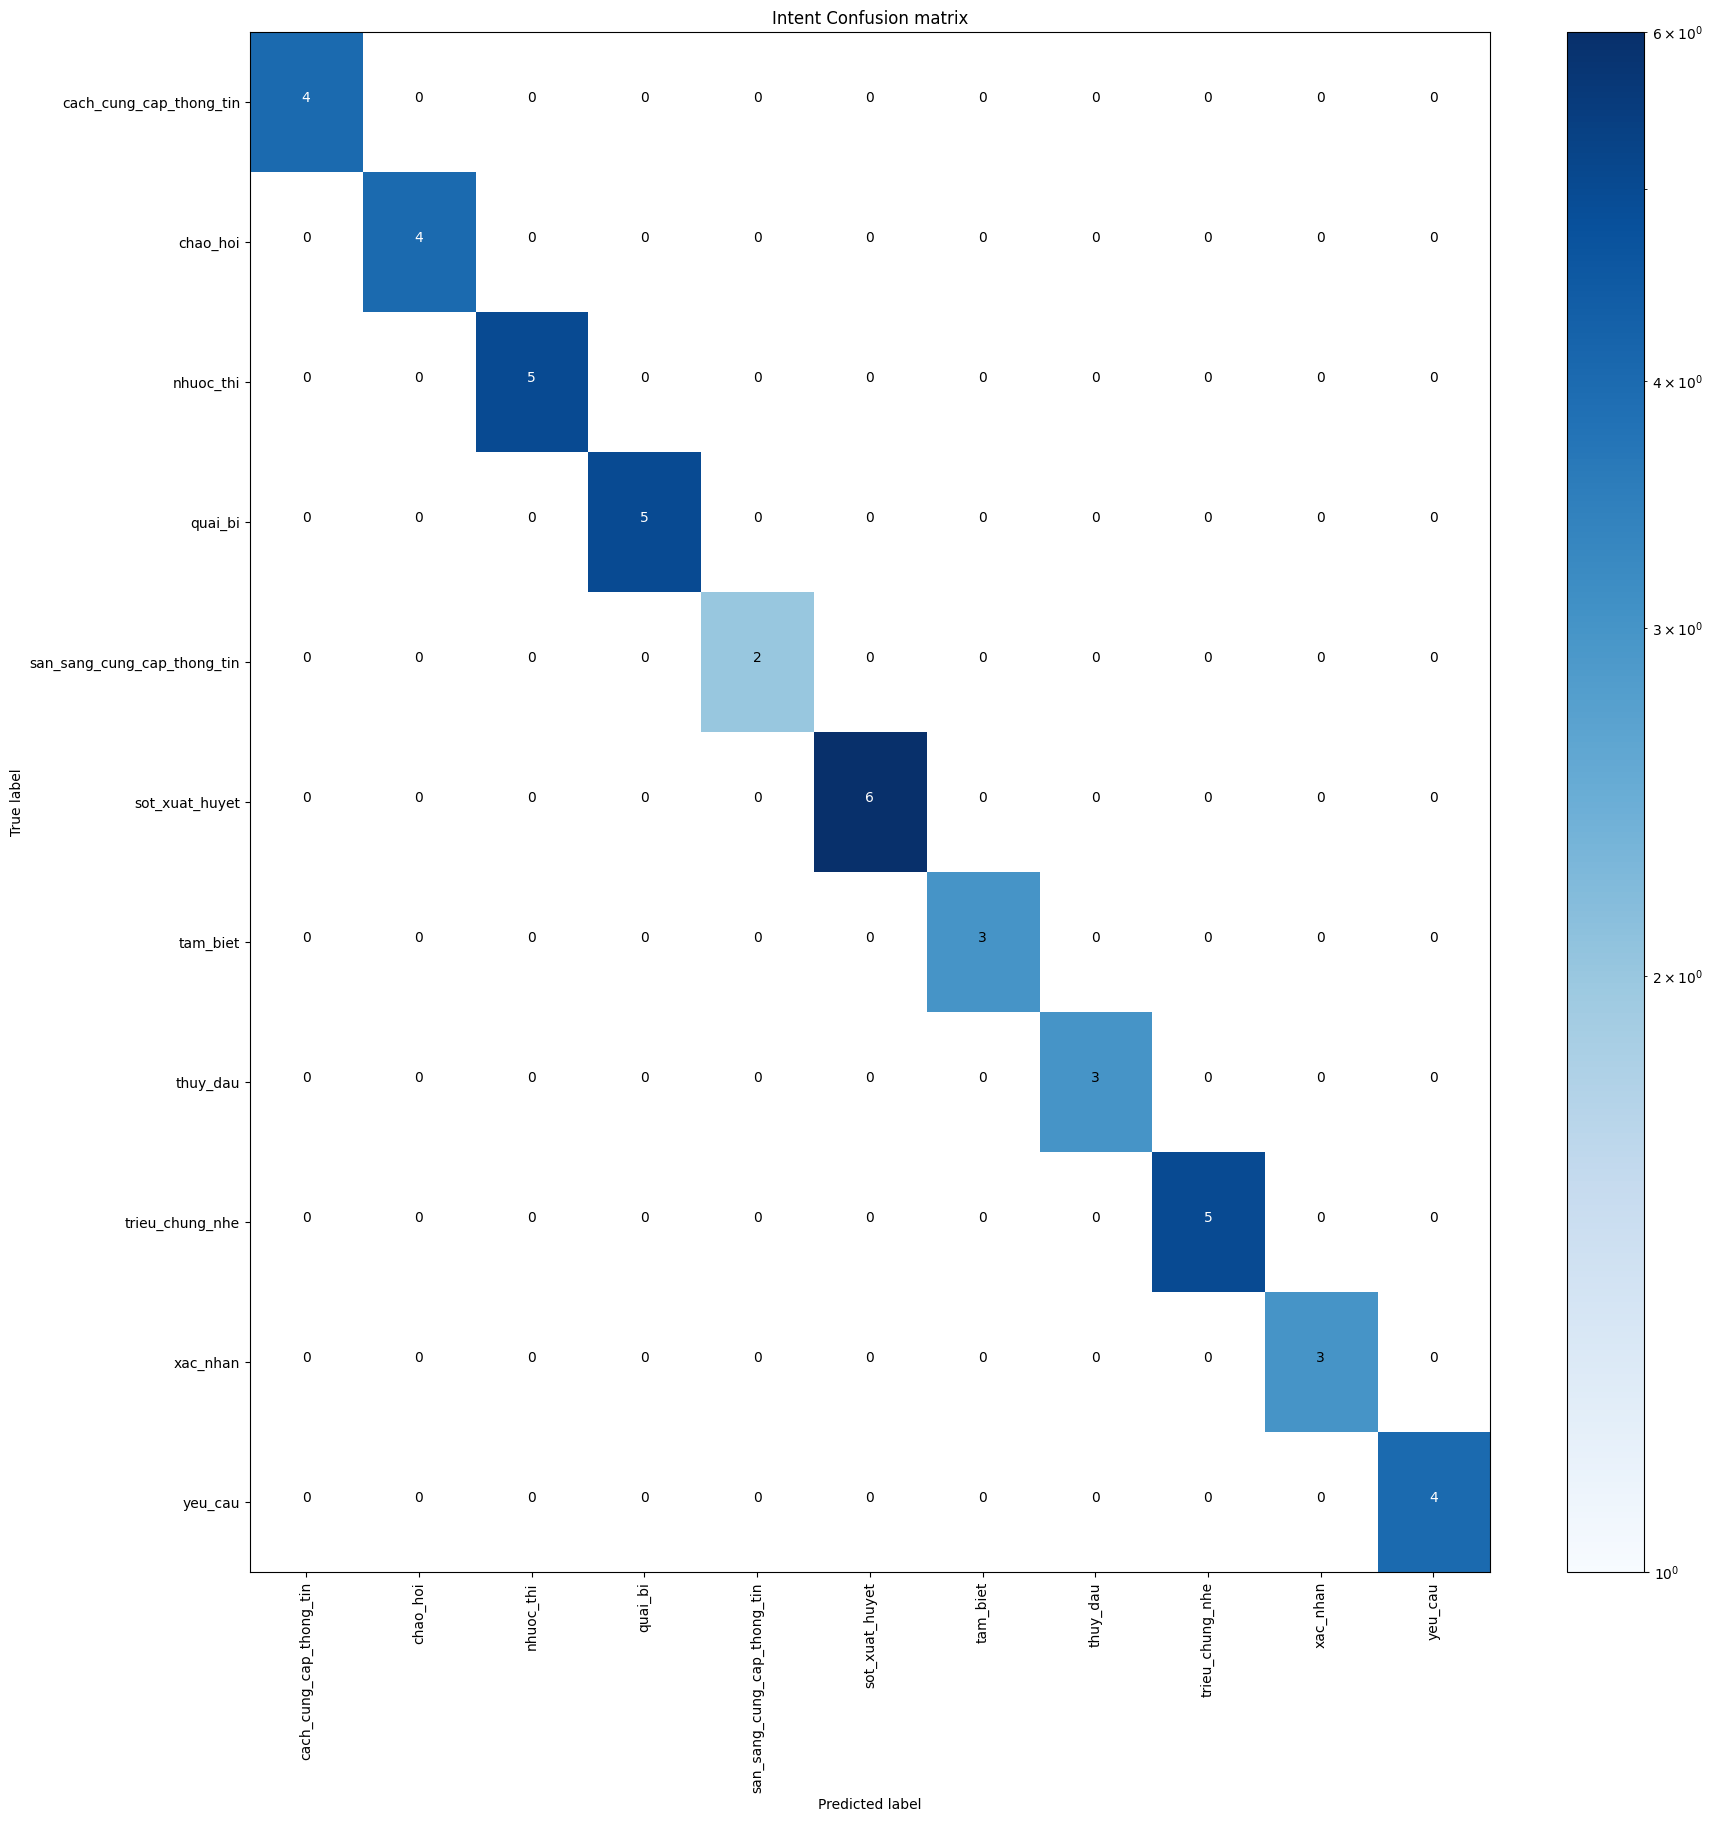 Intent Confusion matrix
True label
cach_cung_cap_thong_tin 4 0 0 0 0 0 0 0 0 0 0
chao_hoi 0 4 0 0 0 0 0 0 0 0 0
nhuoc_thi 0 0 5 0 0 0 0 0 0 0 0
quai_bi 0 0 0 5 0 0 0 0 0 0 0
san_sang_cung_cap_thong_tin 0 0 0 0 2 0 0 0 0 0 0
sot_xuat_huyet 0 0 0 0 0 6 0 0 0 0 0
tam_biet 0 0 0 0 0 0 3 0 0 0 0
thuy_dau 0 0 0 0 0 0 0 3 0 0 0
trieu_chung_nhe 0 0 0 0 0 0 0 0 5 0 0
xac_nhan 0 0 0 0 0 0 0 0 0 3 0
yeu_cau 0 0 0 0 0 0 0 0 0 0 4
cach_cung_cap_thong_tin
chao_hoi
nhuoc_thi
quai_bi
san_sang_cung_cap_thong_tin
sot_xuat_huyet
tam_biet
thuy_dau
trieu_chung_nhe
xac_nhan
yeu_cau
Predicted label
6 × 10⁰
4 × 10⁰
3 × 10⁰
2 × 10⁰
10⁰